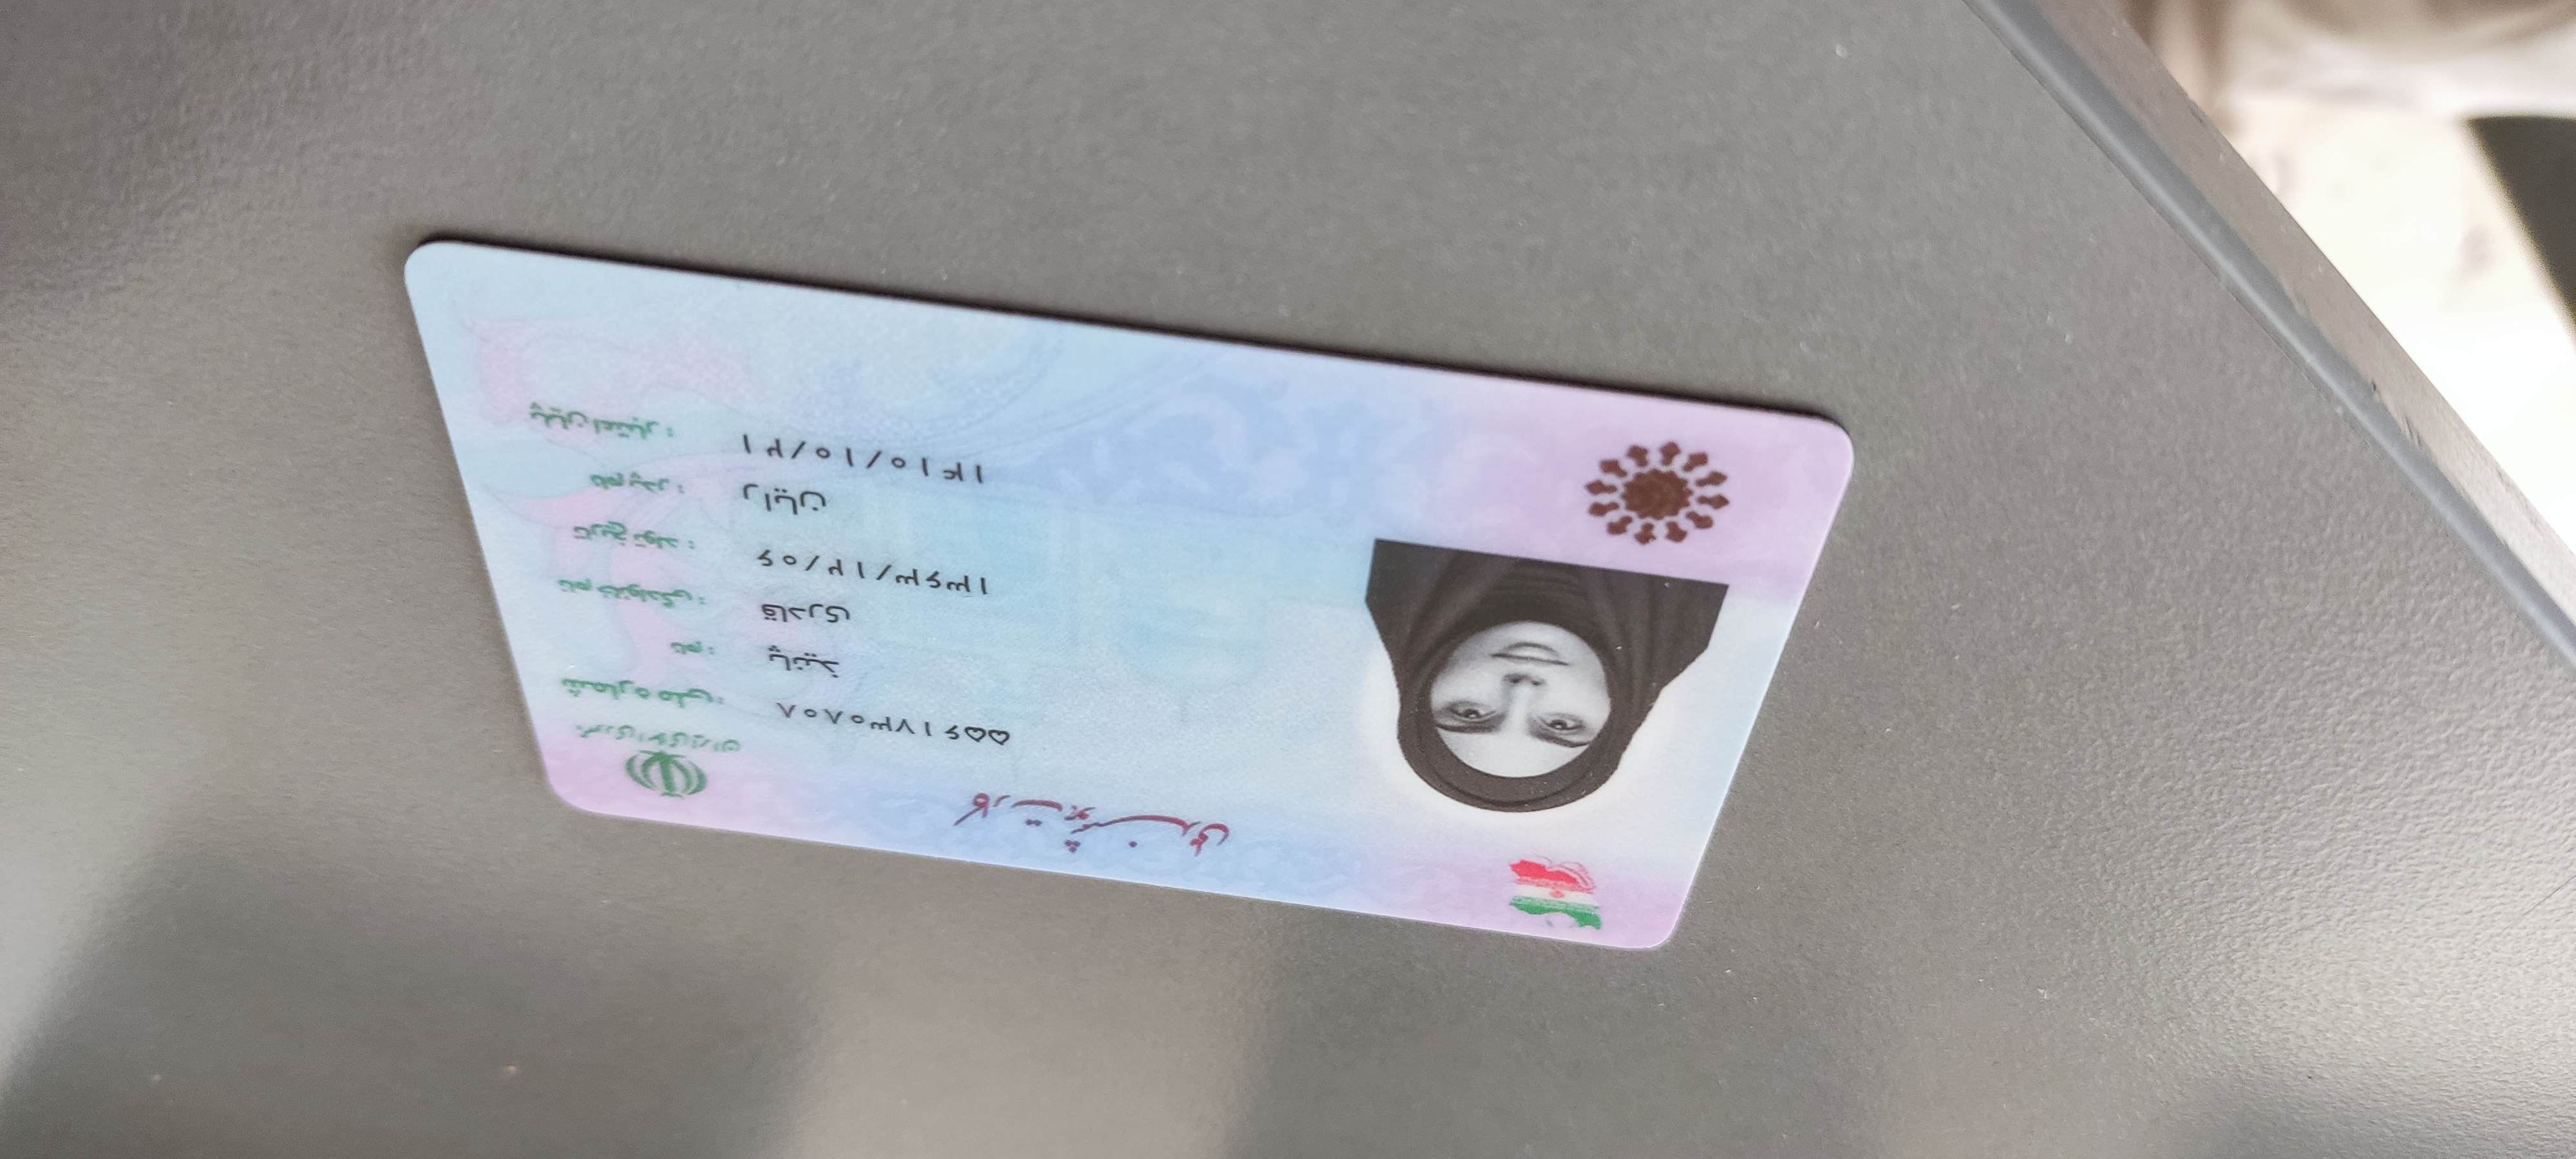 کارت هوشمند ملی
جمهوری اسلامی ایران
شماره ملی: ۵۵۶۱۷۳۰۸۰۸
نام: پانیذ
نام خانوادگی: قادری
تاریخ تولد: ۱۳۶۳/۱۲/۰۶
نام پدر: رایان
پایان اعتبار: ۱۴۱۰/۱۰/۲۱